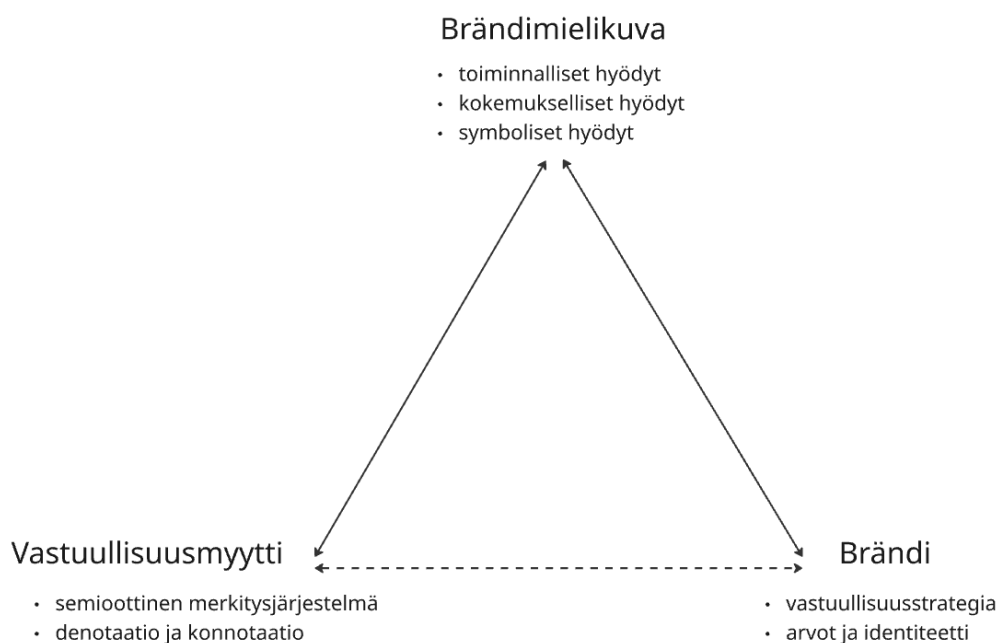 Brändimielikuva
• toiminnalliset hyödyt
• kokemukselliset hyödyt
• symboliset hyödyt
Vastuullisuusmyytti
• semioottinen merkitysjärjestelmä
• denotaatio ja konnotaatio
Brändi
• vastuullisuusstrategia
• arvot ja identiteetti